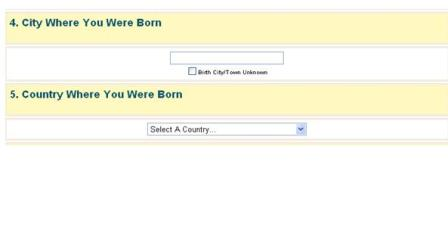 4. City Where You Were Born
Birth City/Town Unknown
5. Country Where You Were Born
Select A Country...